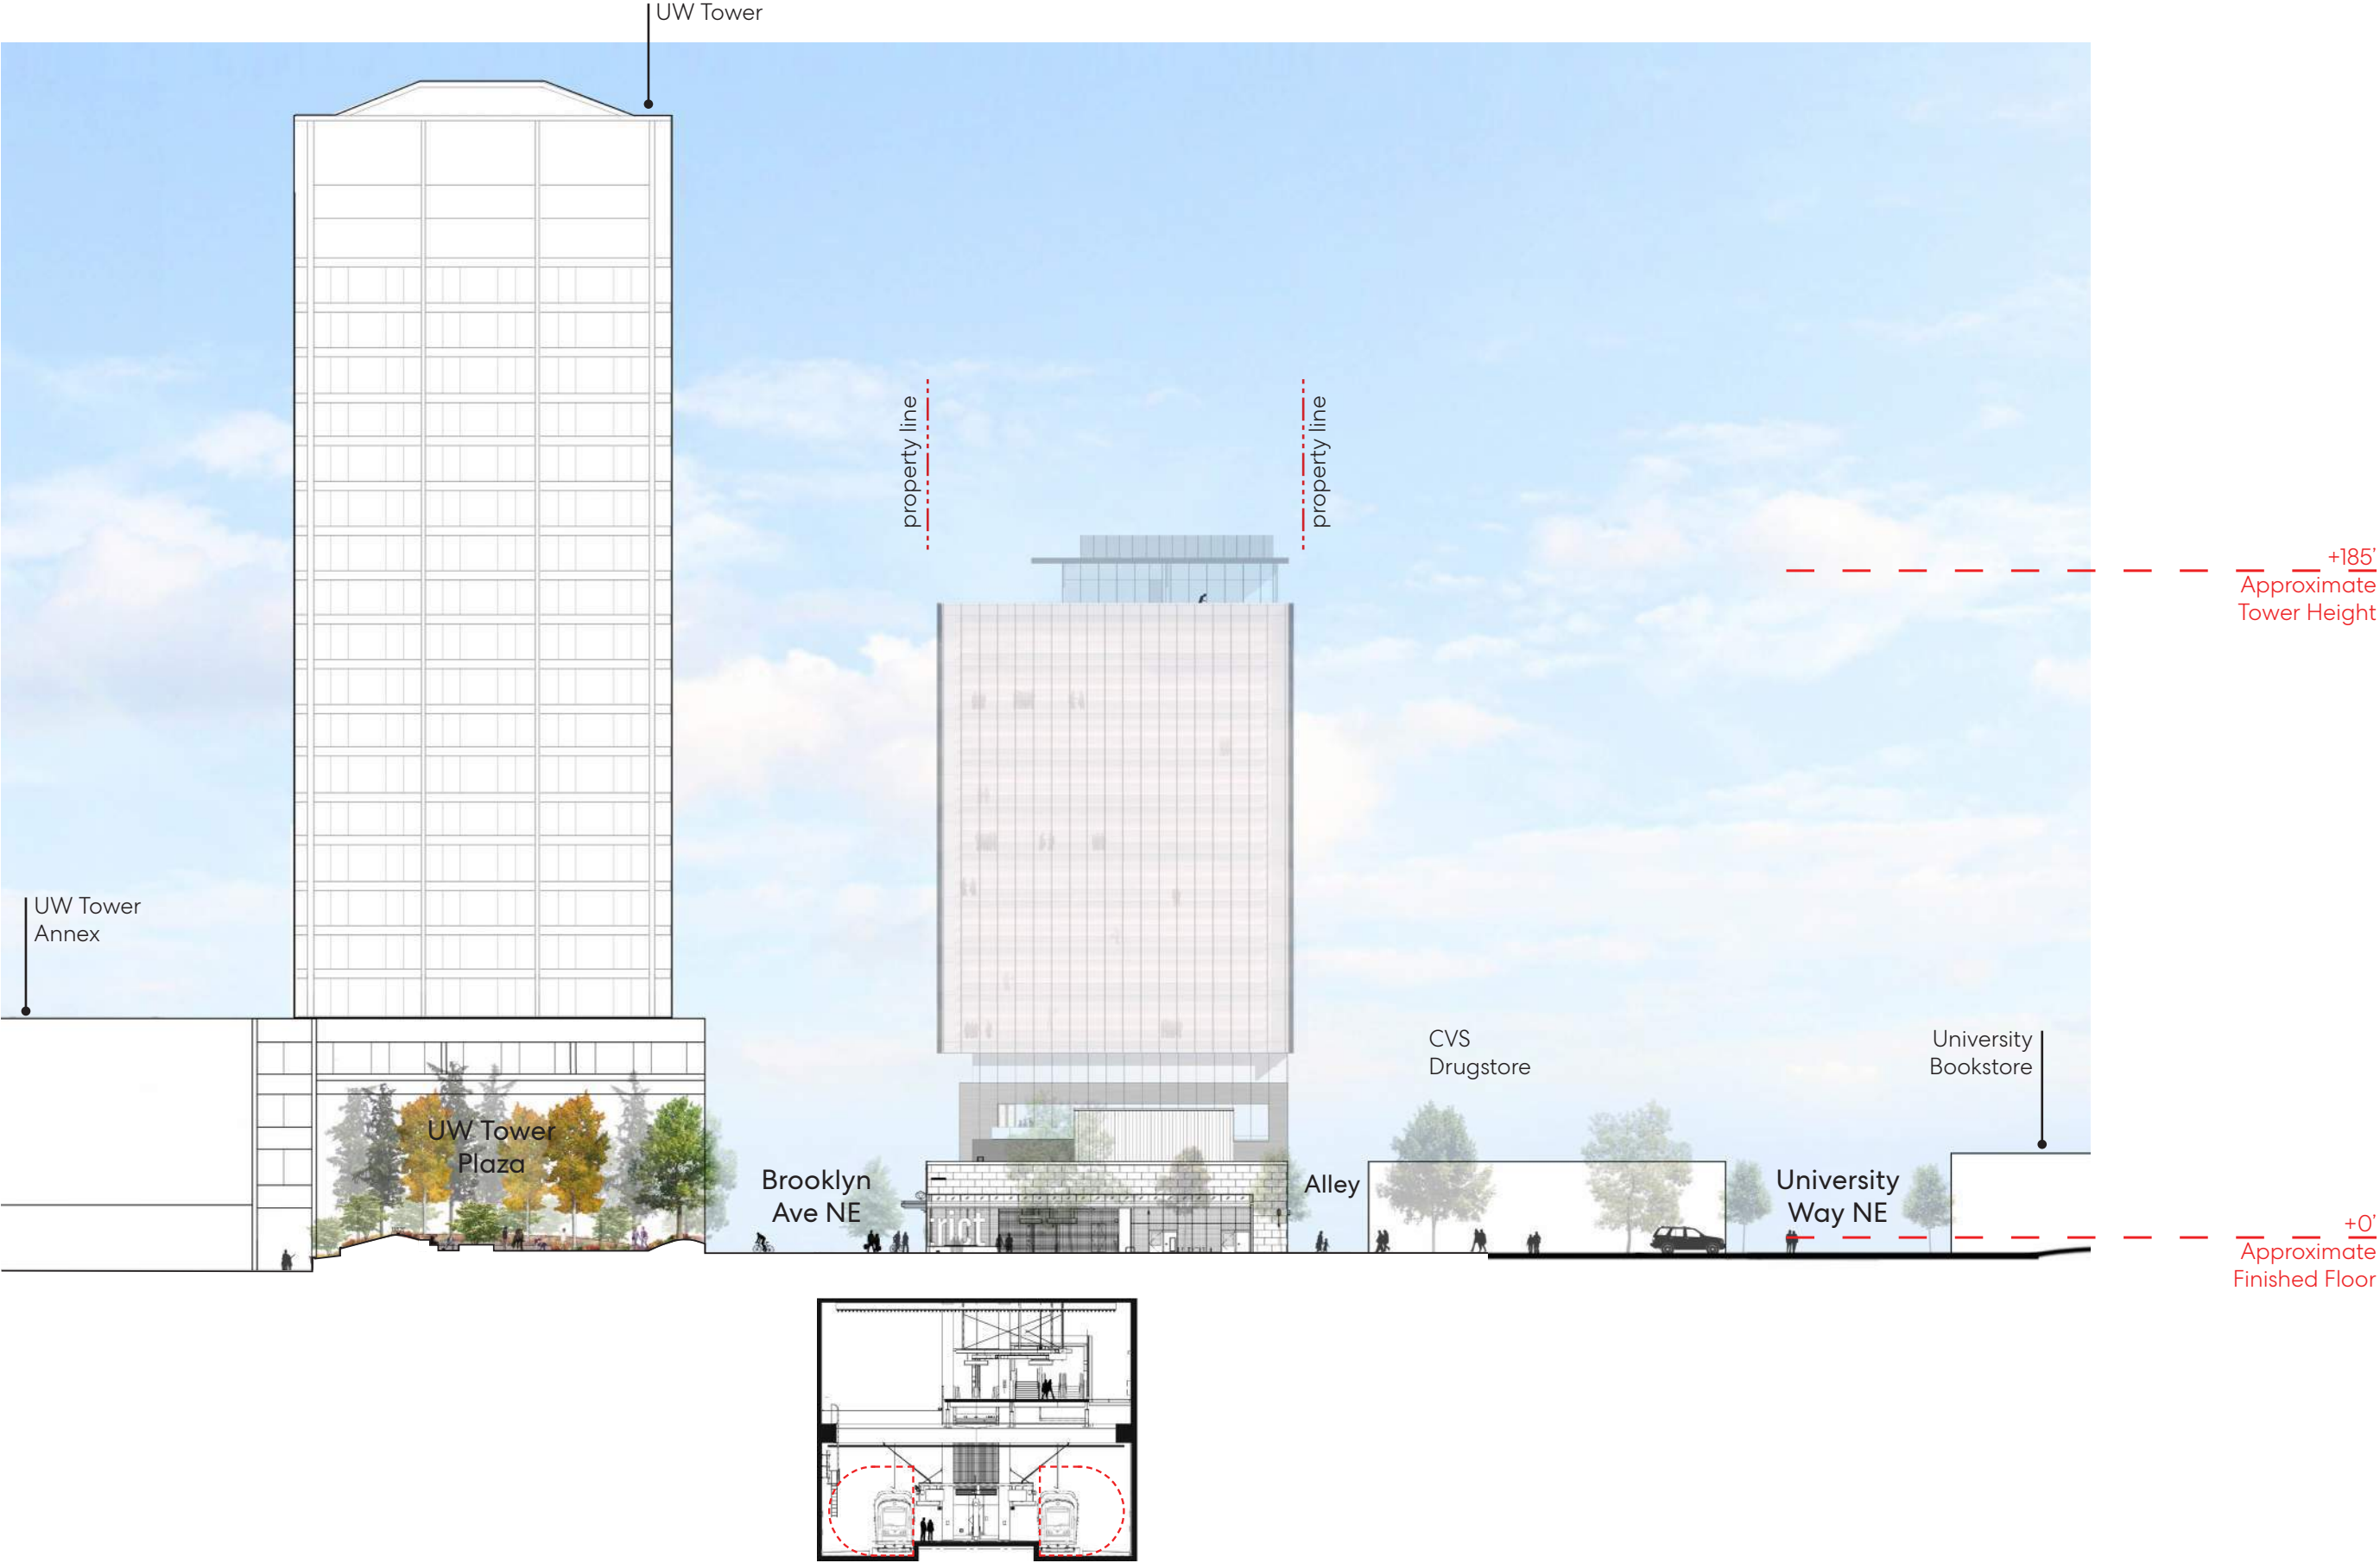 UW Tower
property line
property line
+185'
Approximate
Tower Height
UW Tower
Annex
CVS
Drugstore
University
Bookstore
UW Tower
Plaza
Brooklyn
Ave NE
Alley
University
Way NE
trict
+0'
Approximate
Finished Floor